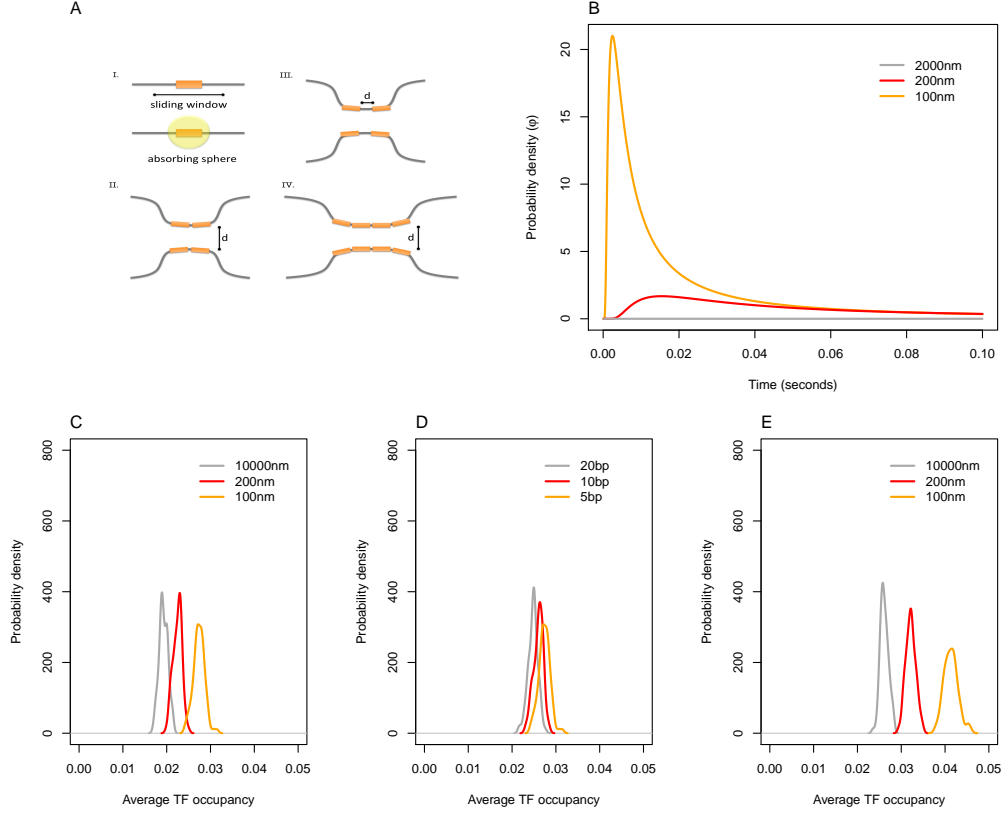 A
I.
sliding window
absorbing sphere
II.
d
III.
d
IV.
d
B
Probability density (φ)
20
15
10
5
0
2000nm
200nm
100nm
0.00 0.02 0.04 0.06 0.08 0.10
Time (seconds)
C
Probability density
800
600
400
200
0
10000nm
200nm
100nm
0.00 0.01 0.02 0.03 0.04 0.05
Average TF occupancy
D
Probability density
800
600
400
200
0
20bp
10bp
5bp
0.00 0.01 0.02 0.03 0.04 0.05
Average TF occupancy
E
Probability density
800
600
400
200
0
10000nm
200nm
100nm
0.00 0.01 0.02 0.03 0.04 0.05
Average TF occupancy